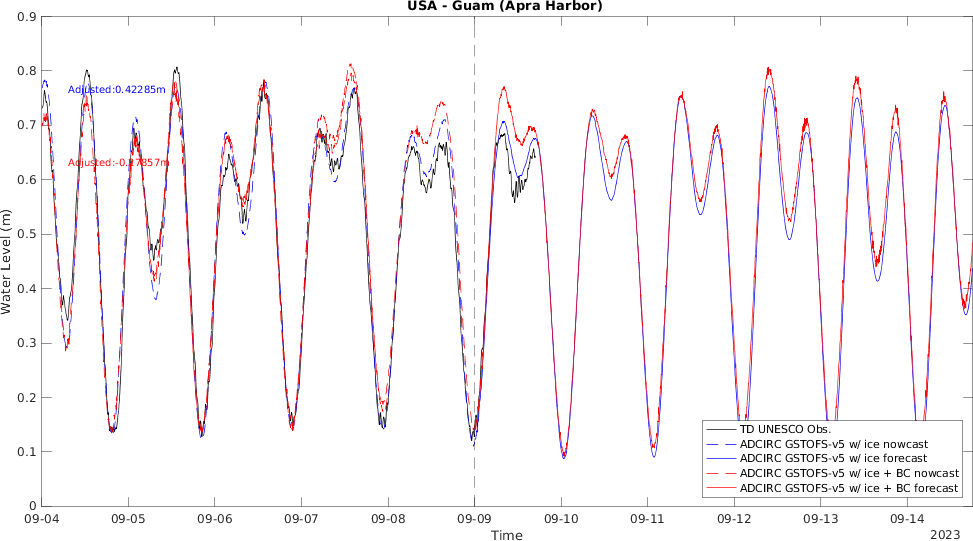 USA - Guam (Apra Harbor)
0.9
0.8
0.7
0.6
0.5
0.4
0.3
0.2
0.1
0
Water Level (m)
Adjusted:0.42285m
Adjusted:-0.27857m
TD UNESCO Obs.
ADCIRC GSTOFS-v5 w/ ice nowcast
ADCIRC GSTOFS-v5 w/ ice forecast
ADCIRC GSTOFS-v5 w/ ice + BC nowcast
ADCIRC GSTOFS-v5 w/ ice + BC forecast
09-04 09-05 09-06 09-07 09-08 09-09 09-10 09-11 09-12 09-13 09-14
Time
2023